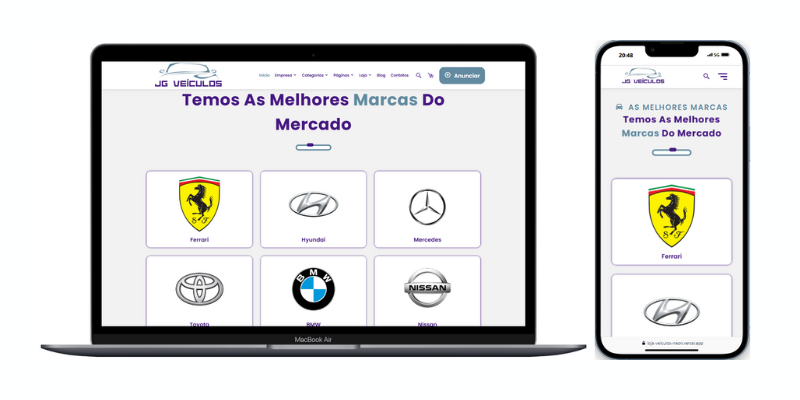 JG VEÍCULOS
Início Empresa Categorias Páginas Loja Blog Contatos Anunciar
Temos As Melhores Marcas Do
Mercado
Ferrari
Hyundai
Mercedes
BMW
NISSAN
Toyota
BMW
Nissan
MacBook Air
20:48
5G
JG VEÍCULOS
AS MELHORES MARCAS
Temos As Melhores
Marcas Do Mercado
S F
Ferrari